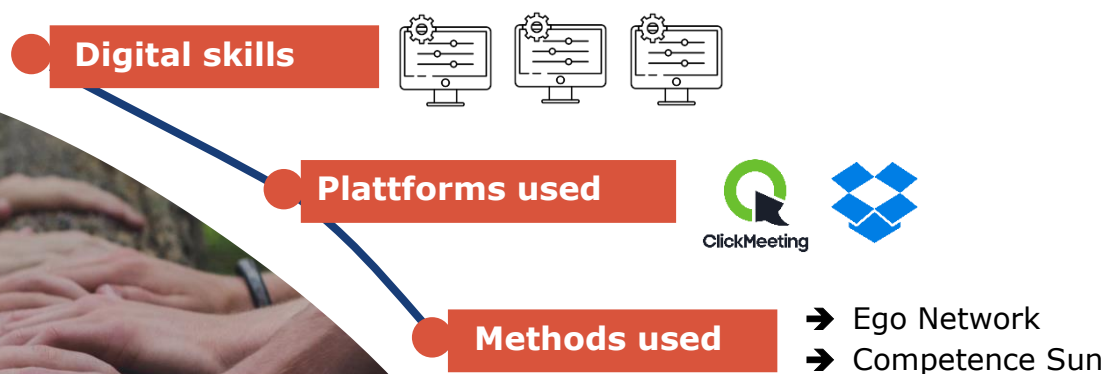 Digital skills
Plattforms used
ClickMeeting
Methods used
➔ Ego Network
➔ Competence Sun